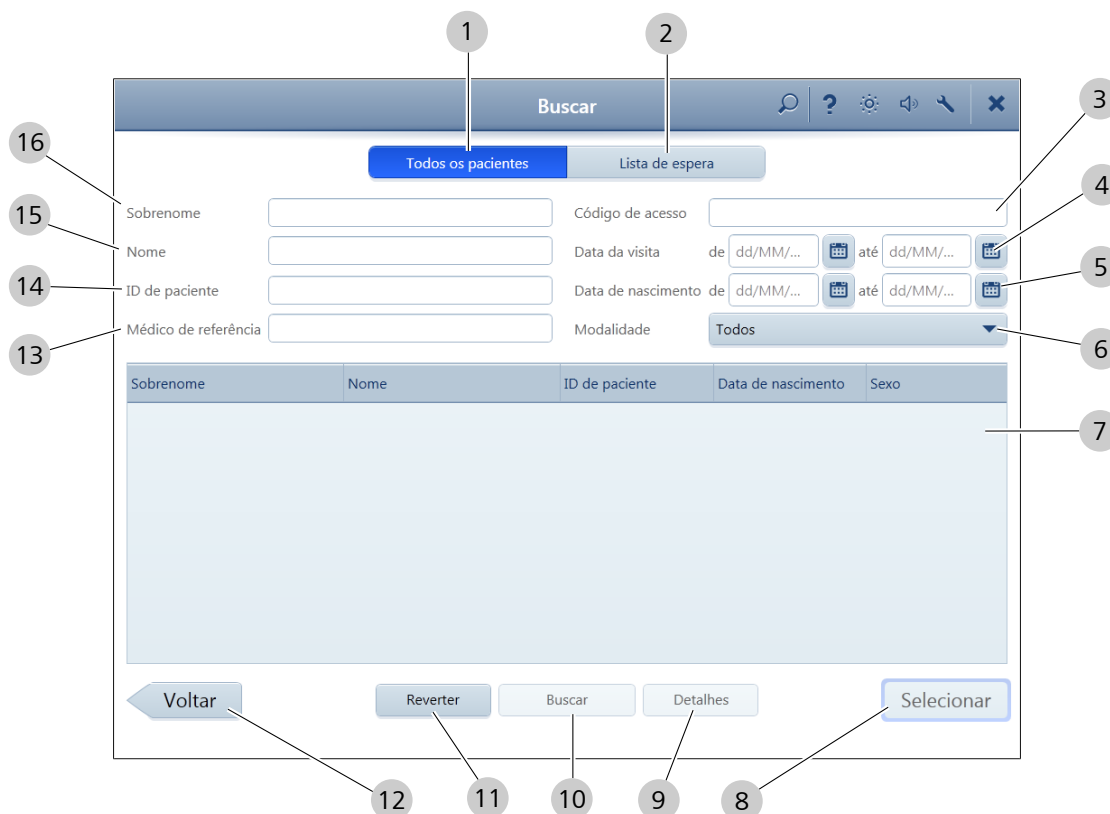 1 2
Buscar ?
3
Todos os pacientes Lista de espera
16
Sobrenome Código de acesso
4
15
Nome Data da visita de dd/MM/... até dd/MM/...
5
14
ID de paciente Data de nascimento de dd/MM/... até dd/MM/...
13
Médico de referência Modalidade Todos
6
Sobrenome Nome ID de paciente Data de nascimento Sexo
7
Voltar Reverter Buscar Detalhes Selecionar
12 11 10 9 8